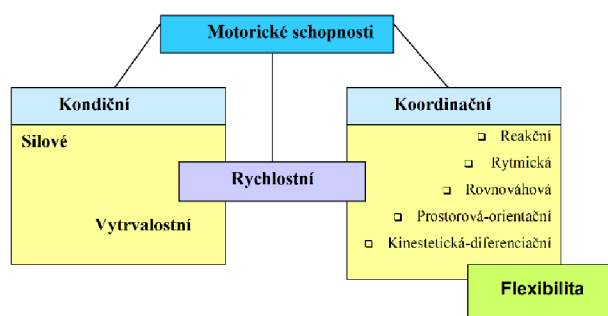 Motorické schopnosti
Kondiční
Silové
Vytrvalostní
Rychlostní
Koordinační
Reakční
Rytmická
Rovnováhová
Prostorová-orientační
Kinestetická-diferenciační
Flexibilita